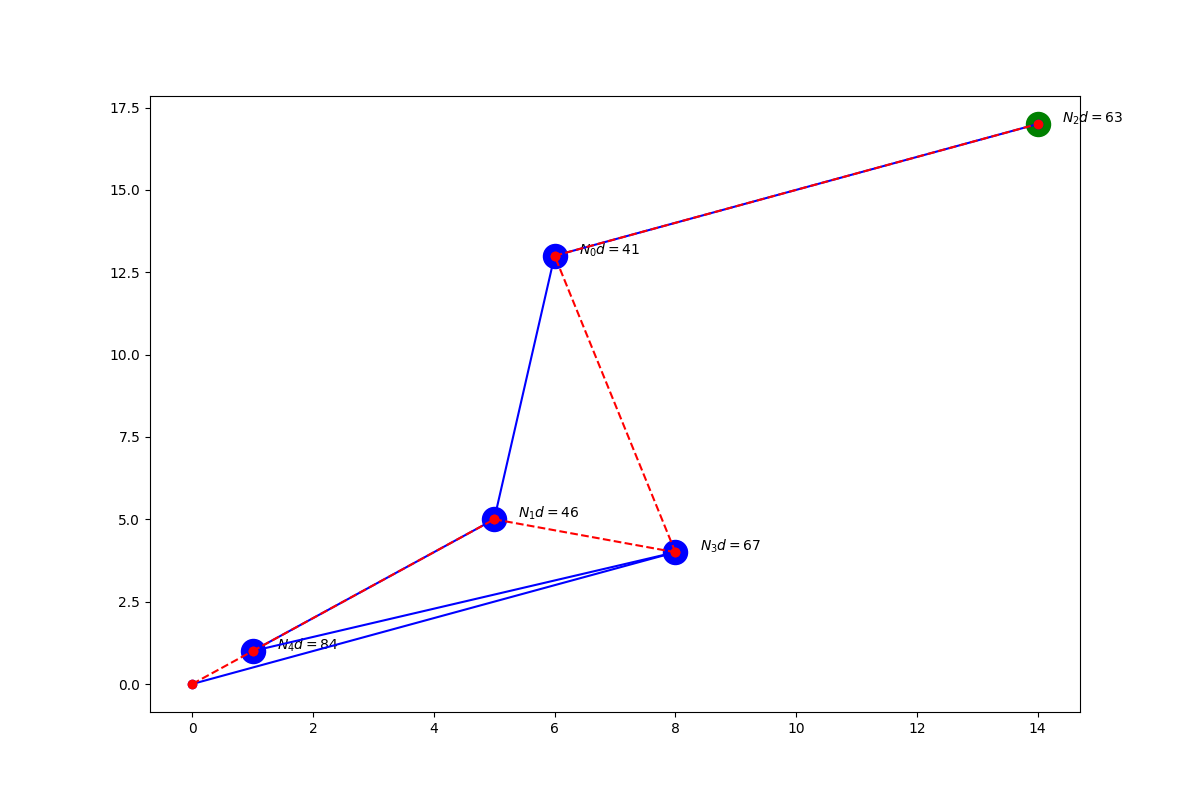 17.5
N₂d = 63
15.0
N₀d = 41
12.5
10.0
7.5
5.0
N₁d = 46
N₃d = 67
2.5
N₄d = 84
0.0
0 2 4 6 8 10 12 14